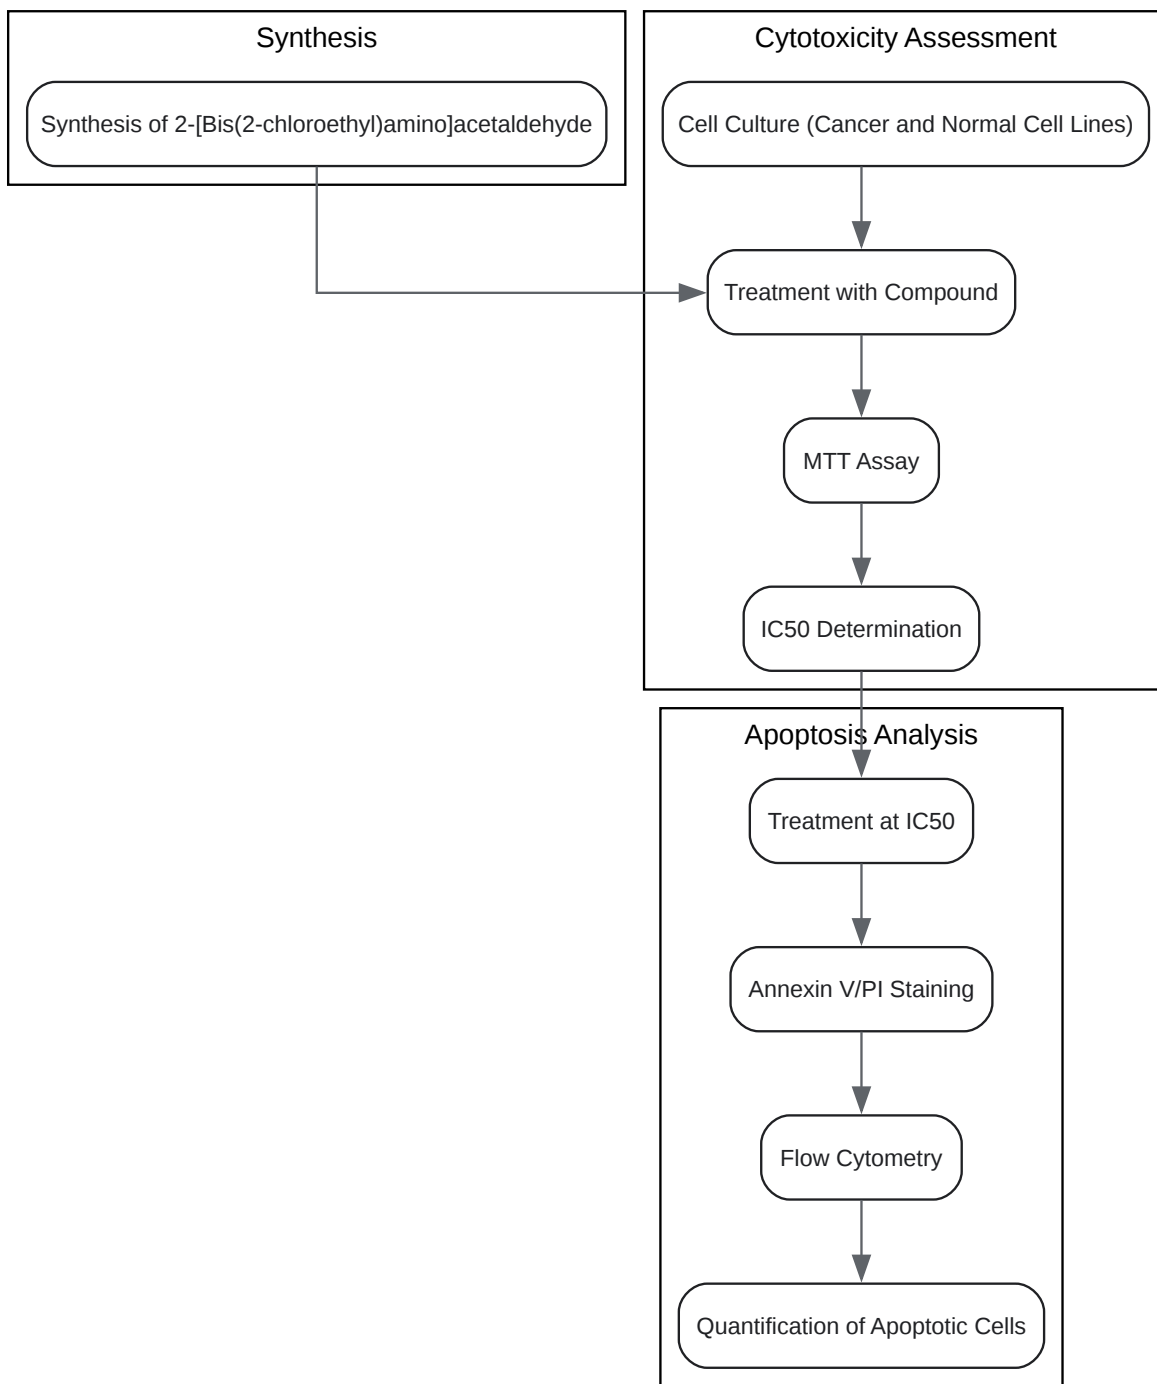 Synthesis
Synthesis of 2-[Bis(2-chloroethyl)amino]acetaldehyde
Cytotoxicity Assessment
Cell Culture (Cancer and Normal Cell Lines)
Treatment with Compound
MTT Assay
IC50 Determination
Apoptosis Analysis
Treatment at IC50
Annexin V/PI Staining
Flow Cytometry
Quantification of Apoptotic Cells